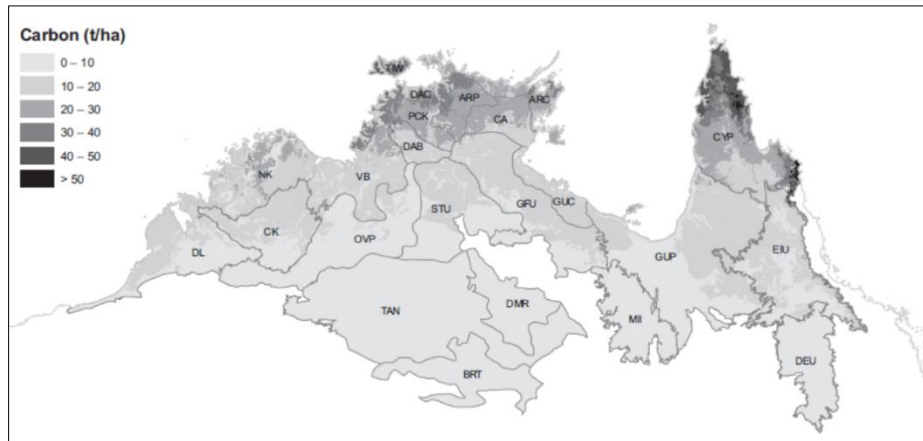 Carbon (t/ha)
0 – 10
10 – 20
20 – 30
30 – 40
40 – 50
> 50
TIW
DAC
ARP
ARC
PCK
CA
DAB
CYP
NK
VB
STU
GFU
GUC
CK
OVP
DL
GUP
EIU
TAN
DMR
MII
BRT
DEU